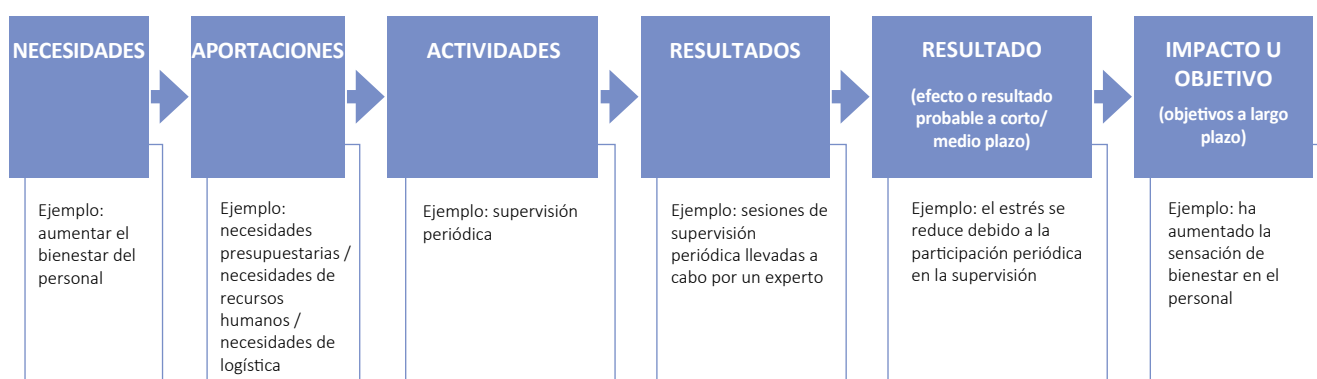 NECESIDADES
Ejemplo:
aumentar el
bienestar del
personal
APORTACIONES
Ejemplo:
necesidades
presupuestarias /
necesidades de
recursos
humanos /
necesidades de
logística
ACTIVIDADES
Ejemplo: supervisión
periódica
RESULTADOS
Ejemplo: sesiones de
supervisión
periódica llevadas a
cabo por un experto
RESULTADO
(efecto o resultado
probable a corto/
medio plazo)
Ejemplo: el estrés se
reduce debido a la
participación periódica
en la supervisión
IMPACTO U
OBJETIVO
(objetivos a largo
plazo)
Ejemplo: ha
aumentado la
sensación de
bienestar en el
personal